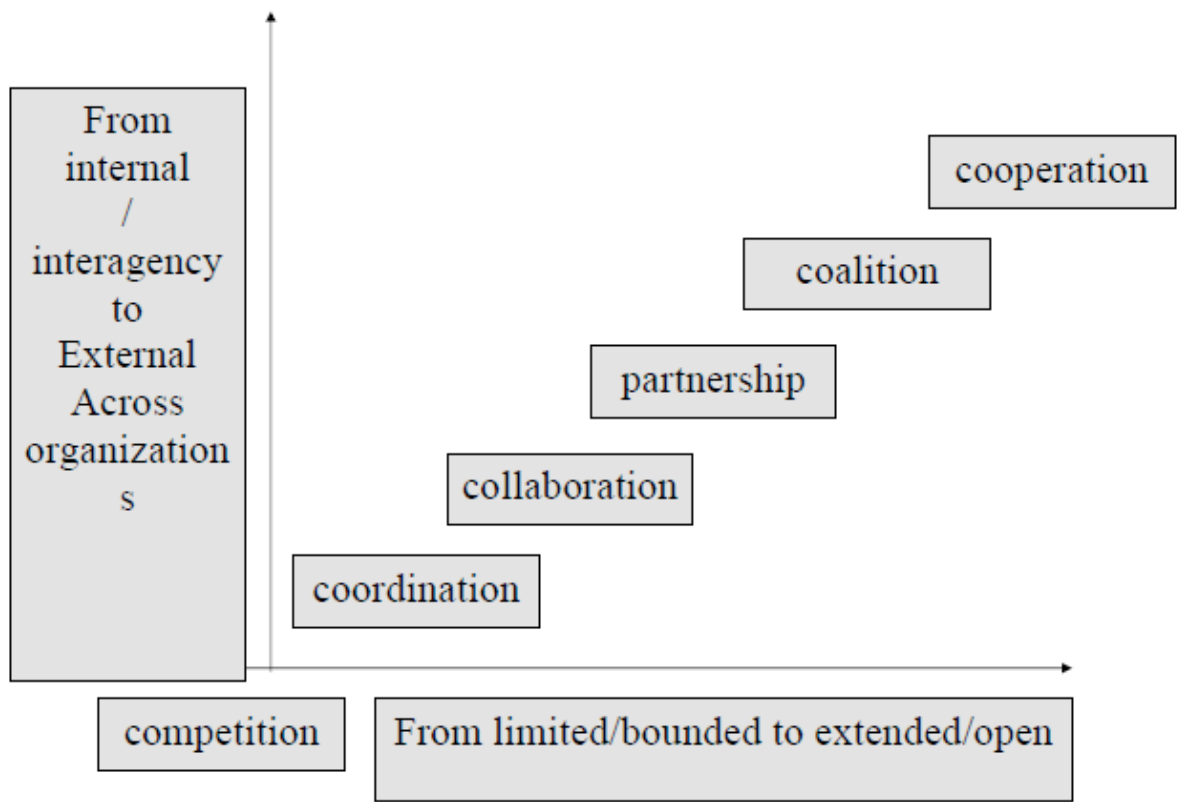 From
internal
/
interagency
to
External
Across
organization
s
cooperation
coalition
partnership
collaboration
coordination
competition
From limited/bounded to extended/open